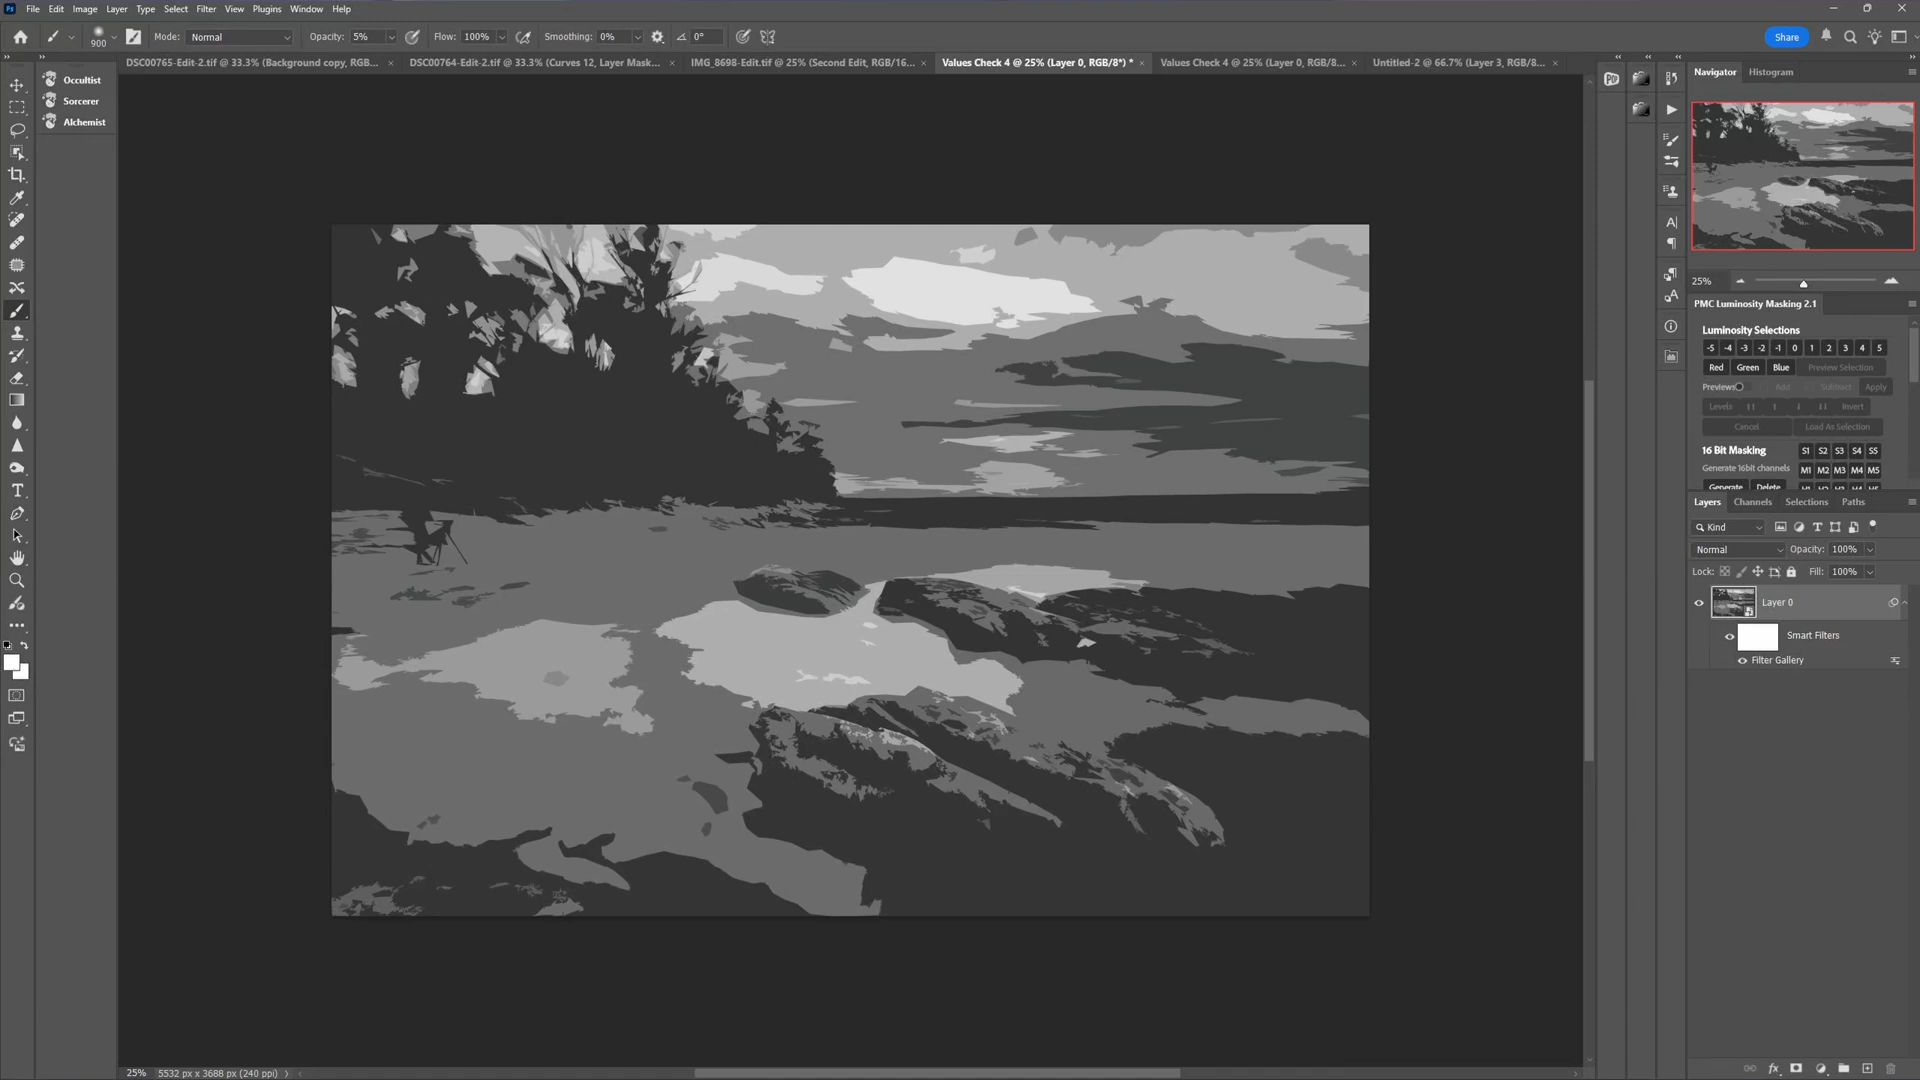 Ps File Edit Image Layer Type Select Filter View Plugins Window Help
900 Mode: Normal Opacity: 5% Flow: 100% Smoothing: 0% 0° Share
DSC00765-Edit-2.tif @ 33.3% (Background copy, RGB... × DSC00764-Edit-2.tif @ 33.3% (Curves 12, Layer Mask... × IMG_8698-Edit.tif @ 25% (Second Edit, RGB/16... × Values Check 4 @ 25% (Layer 0, RGB/8*) * × Values Check 4 @ 25% (Layer 0, RGB/8... × Untitled-2 @ 66.7% (Layer 3, RGB/8... ×
Occultist
Sorcerer
Alchemist
Navigator Histogram
25%
PMC Luminosity Masking 2.1
Luminosity Selections
-5 -4 -3 -2 -1 0 1 2 3 4 5
Red Green Blue Preview Selection
Previews Add Subtract Apply
Levels Invert
Cancel Load As Selection
16 Bit Masking S1 S2 S3 S4 S5
Generate 16bit channels M1 M2 M3 M4 M5
Generate Delete
Layers Channels Selections Paths
Kind
Normal Opacity: 100%
Lock: Fill: 100%
Layer 0
Smart Filters
Filter Gallery
25% 5532 px x 3688 px (240 ppi)